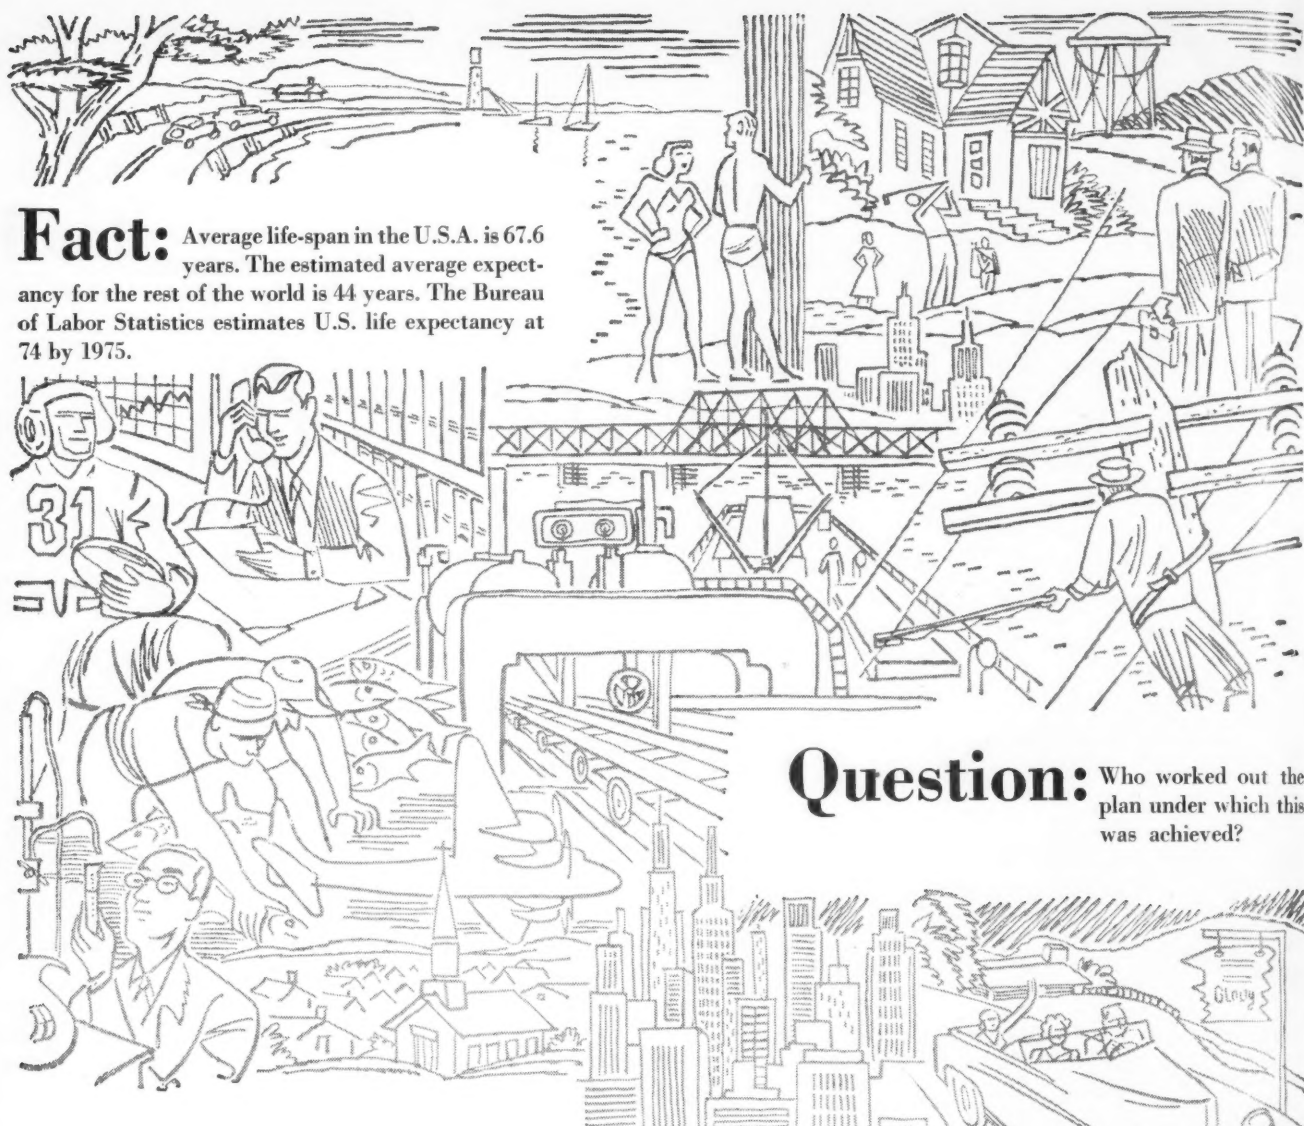 Fact: Average life-span in the U.S.A. is 67.6
years. The estimated average expect-
ancy for the rest of the world is 44 years. The Bureau
of Labor Statistics estimates U.S. life expectancy at
74 by 1975.
31
Question: Who worked out the
plan under which this
was achieved?